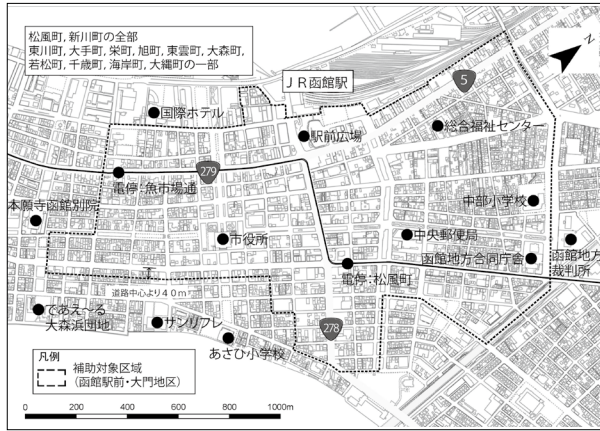 松風町, 新川町の全部
東川町, 大手町, 栄町, 旭町, 東雲町, 大森町,
若松町, 千歳町, 海岸町, 大縄町の一部
N
ＪＲ函館駅
5
国際ホテル
駅前広場
総合福祉センター
279
電停：魚市場通
中部小学校
本願寺函館別院
市役所
中央郵便局
函館地方合同庁舎
函館地方
裁判所
電停：松風町
道路中心より４０ｍ
であえ～る
大森浜団地
サンリフレ
278
あさひ小学校
凡例
補助対象区域
(函館駅前・大門地区)
0 200 400 600 800 1000m